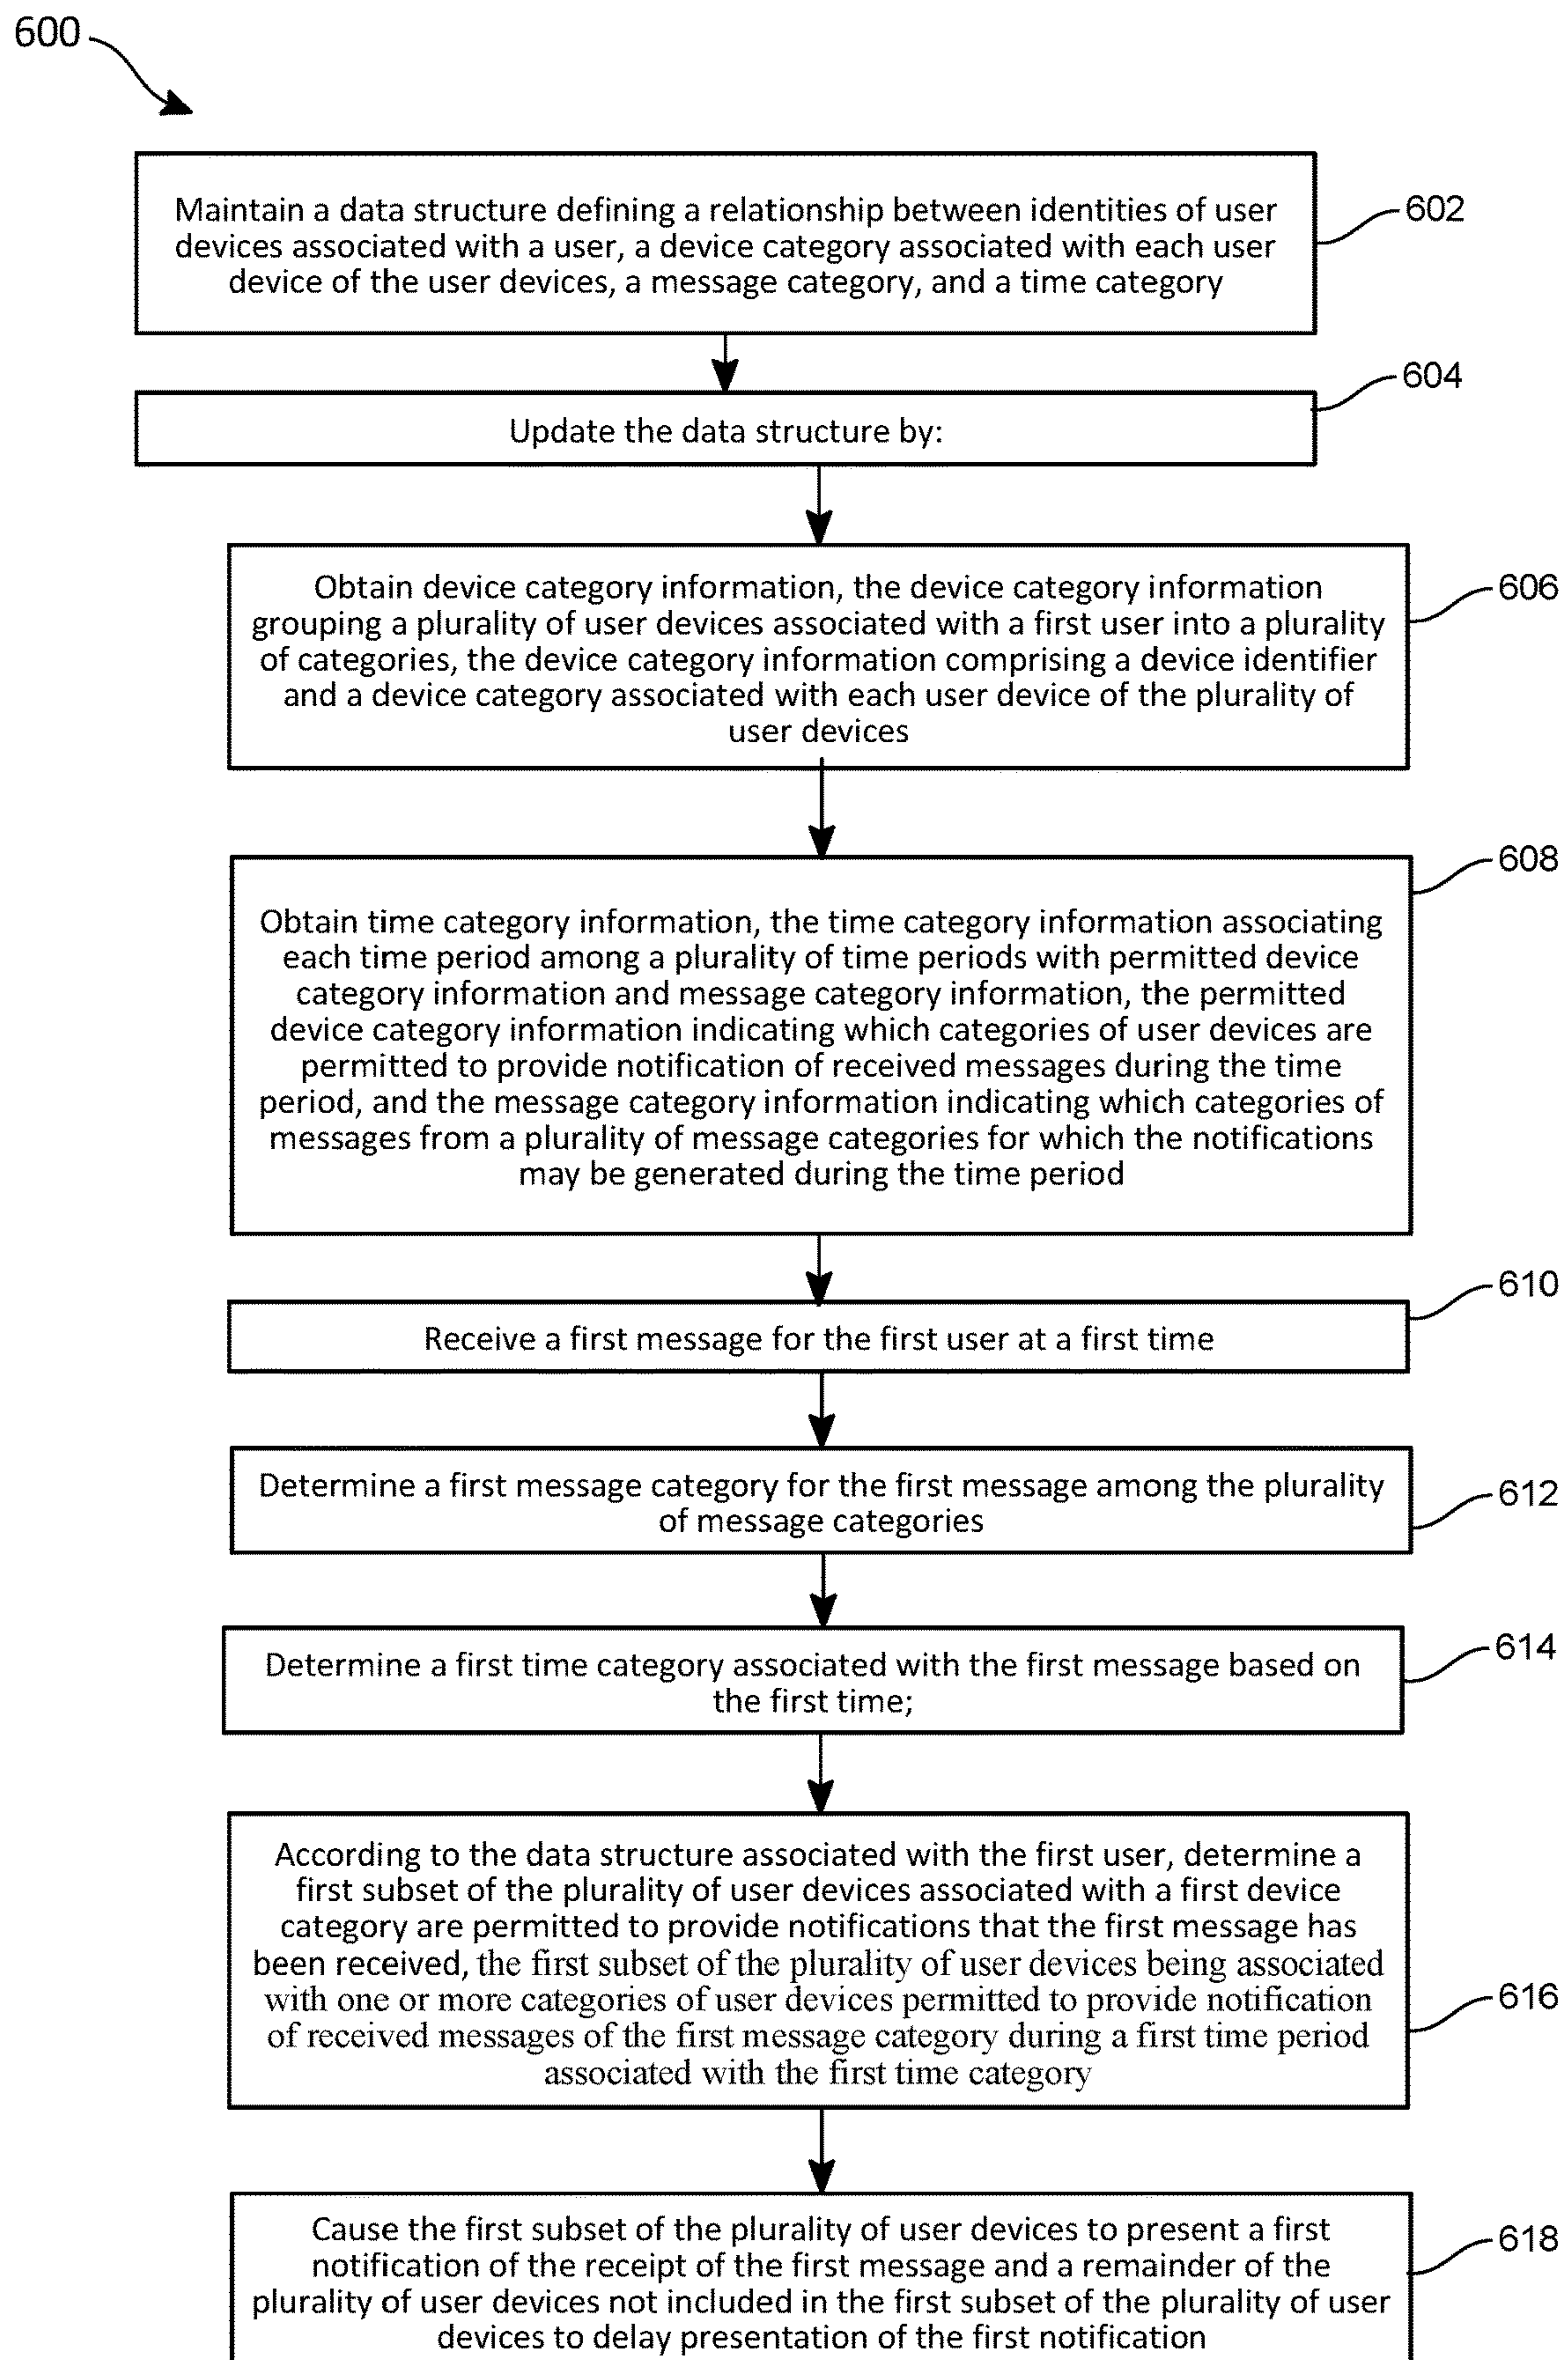 600
Maintain a data structure defining a relationship between identities of user
devices associated with a user, a device category associated with each user
device of the user devices, a message category, and a time category
602
Update the data structure by:
604
Obtain device category information, the device category information
grouping a plurality of user devices associated with a first user into a plurality
of categories, the device category information comprising a device identifier
and a device category associated with each user device of the plurality of
user devices
606
Obtain time category information, the time category information associating
each time period among a plurality of time periods with permitted device
category information and message category information, the permitted
device category information indicating which categories of user devices are
permitted to provide notification of received messages during the time
period, and the message category information indicating which categories of
messages from a plurality of message categories for which the notifications
may be generated during the time period
608
Receive a first message for the first user at a first time
610
Determine a first message category for the first message among the plurality
of message categories
612
Determine a first time category associated with the first message based on
the first time;
614
According to the data structure associated with the first user, determine a
first subset of the plurality of user devices associated with a first device
category are permitted to provide notifications that the first message has
been received, the first subset of the plurality of user devices being associated
with one or more categories of user devices permitted to provide notification
of received messages of the first message category during a first time period
associated with the first time category
616
Cause the first subset of the plurality of user devices to present a first
notification of the receipt of the first message and a remainder of the
plurality of user devices not included in the first subset of the plurality of user
devices to delay presentation of the first notification
618